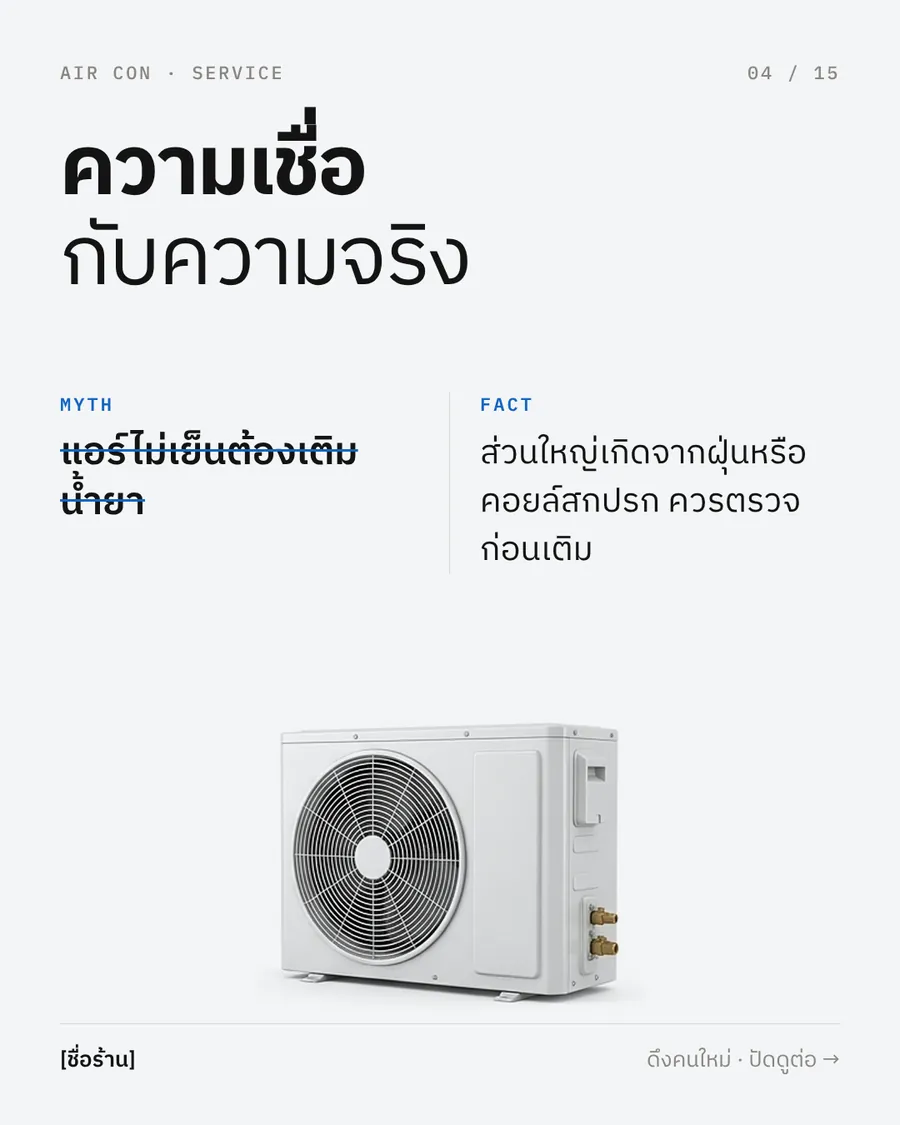 AIR CON · SERVICE
04 / 15
ความเชื่อ
กับความจริง
MYTH
แอร์ไม่เย็นต้องเติม
น้ำยา
FACT
ส่วนใหญ่เกิดจากฝุ่นหรือ
คอยล์สกปรก ควรตรวจ
ก่อนเติม
[ชื่อร้าน]
ดึงคนใหม่ · ปัดดูต่อ →